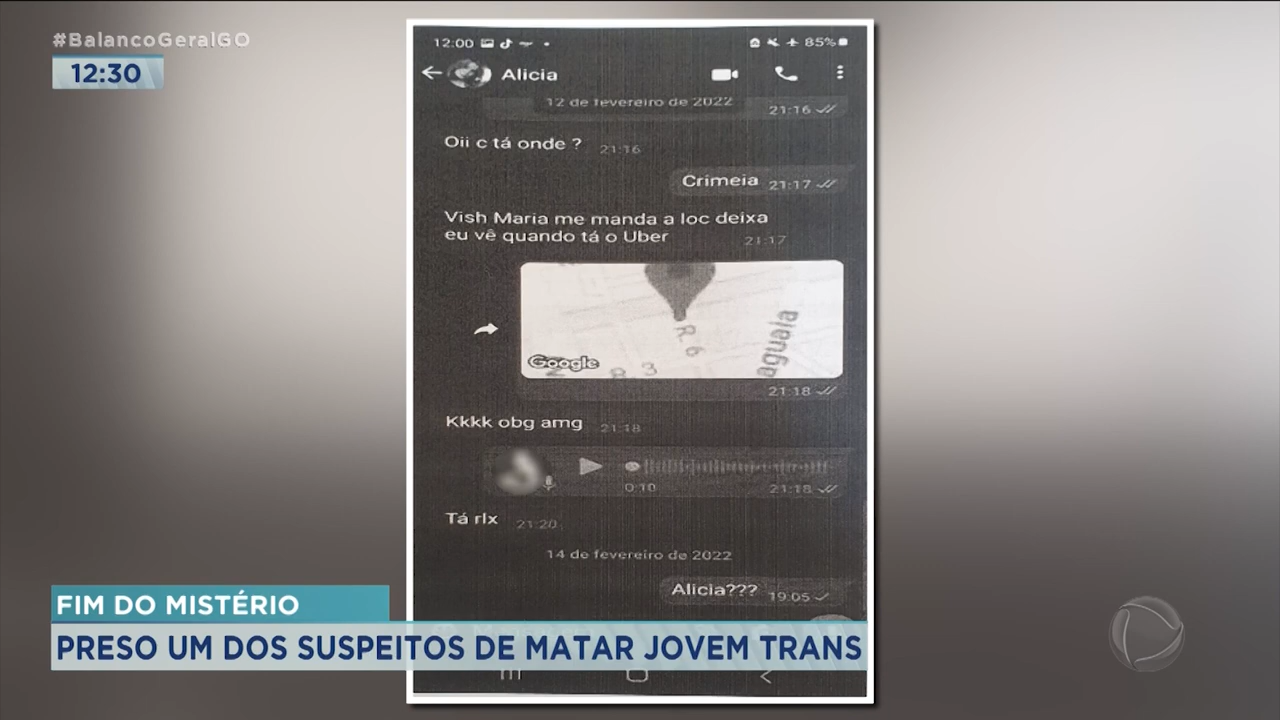 #BalancoGeralGO
12:30
12:00
85%
Alicia
12 de fevereiro de 2022
21:16
Oii c tá onde ?
21:16
Crimeia 21:17
Vish Maria me manda a loc deixa
eu vê quando tá o Uber
21:17
R 6
aguaia
Google
3
21:18
Kkkk obg amg 21:18
0:10
21:18
Tá rlx 21:20
14 de fevereiro de 2022
Alicia??? 19:05
FIM DO MISTÉRIO
PRESO UM DOS SUSPEITOS DE MATAR JOVEM TRANS